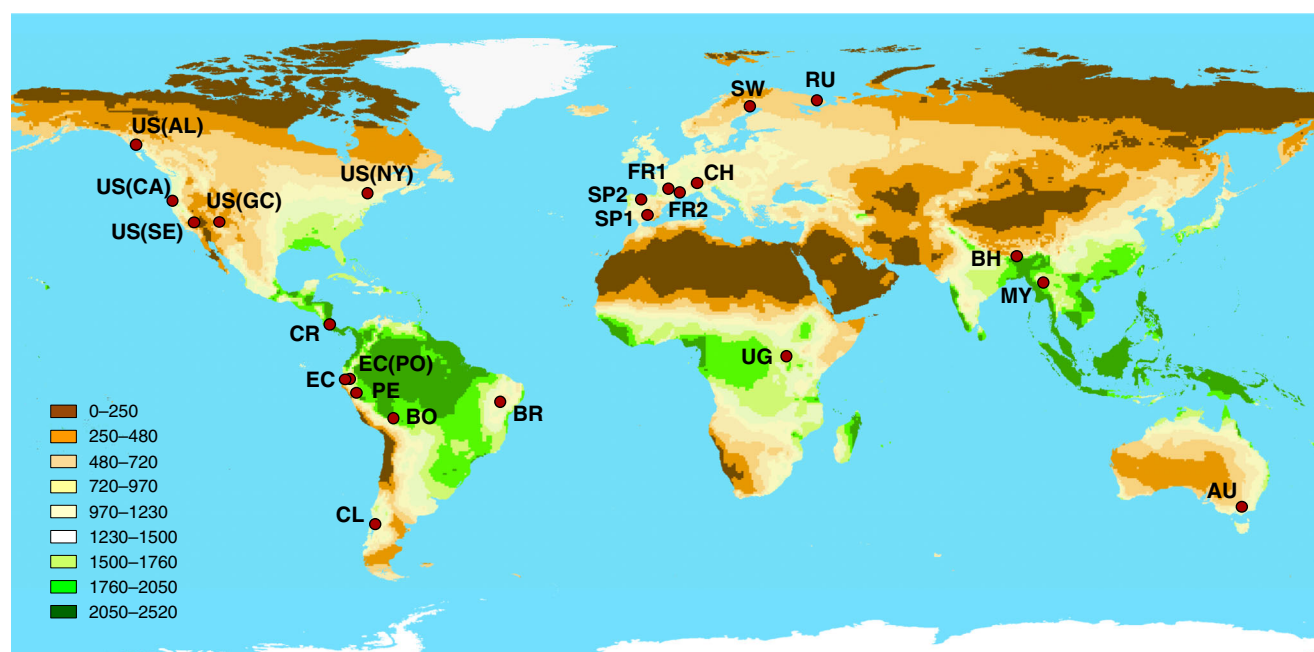 SW
RU
US(AL)
US(NY)
FR1
CH
US(CA)
US(GC)
SP2
FR2
SP1
US(SE)
BH
MY
CR
UG
EC(PO)
EC
PE
BR
BO
AU
CL
0–250
250–480
480–720
720–970
970–1230
1230–1500
1500–1760
1760–2050
2050–2520